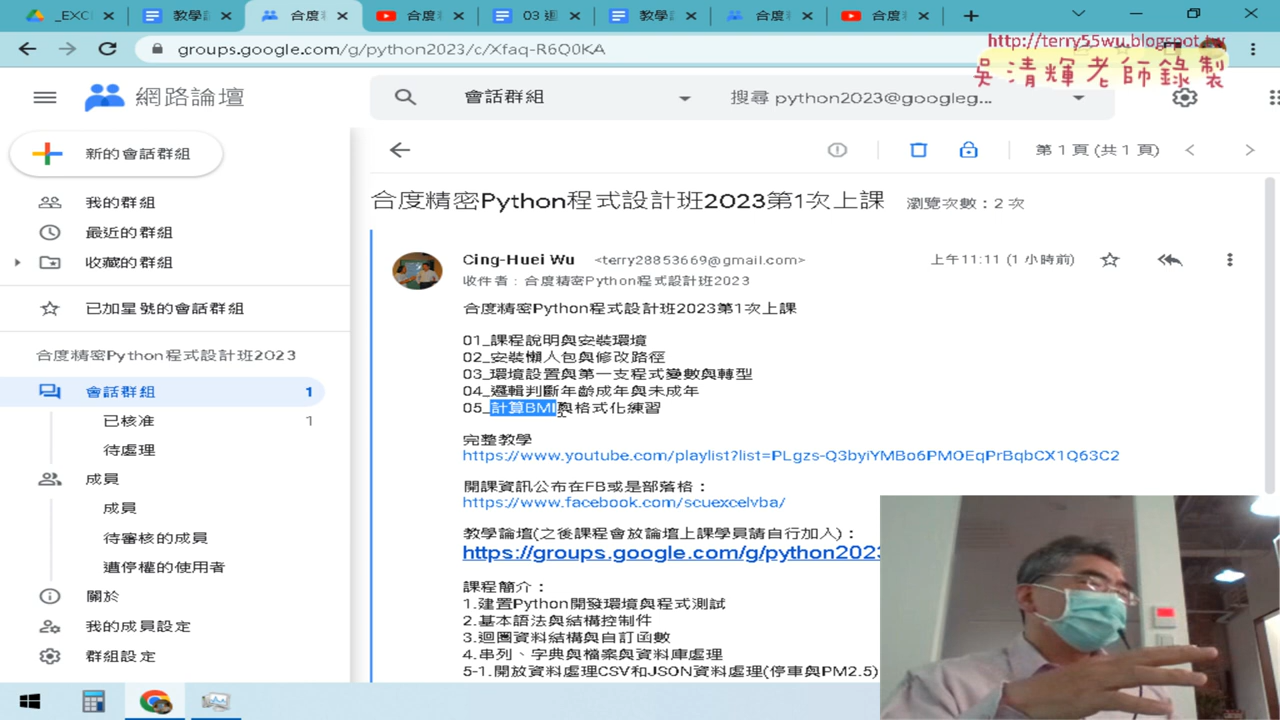 _EXCE
教學記
合度
合度
03 迴
教學記
合度
合度
groups.google.com/g/python2023/c/Xfaq-R6Q0KA
http://terry55wu.blogspot.tw
吳清輝老師錄製
網路論壇
會話群組
搜尋 python2023@googleg...
新的會話群組
第 1 頁 (共 1 頁)
我的群組
最近的群組
收藏的群組
已加星號的會話群組
合度精密Python程式設計班2023
會話群組 1
已核准 1
待處理
成員
成員
待審核的成員
遭停權的使用者
關於
我的成員設定
群組設定
合度精密Python程式設計班2023第1次上課 瀏覽次數：2 次
Cing-Huei Wu <terry28853669@gmail.com> 上午11:11 (1 小時前)
收件者：合度精密Python程式設計班2023
合度精密Python程式設計班2023第1次上課
01_課程說明與安裝環境
02_安裝懶人包與修改路徑
03_環境設置與第一支程式變數與轉型
04_邏輯判斷年齡成年與未成年
05_計算BMI與格式化練習
完整教學
https://www.youtube.com/playlist?list=PLgzs-Q3byiYMBo6PMOEqPrBqbCX1Q63C2
開課資訊公布在FB或是部落格：
https://www.facebook.com/scuexcelvba/
教學論壇(之後課程會放論壇上課學員請自行加入)：
https://groups.google.com/g/python2023
課程簡介：
1.建置Python開發環境與程式測試
2.基本語法與結構控制件
3.迴圈資料結構與自訂函數
4.串列、字典與檔案與資料庫處理
5-1.開放資料處理CSV和JSON資料處理(停車與PM2.5)